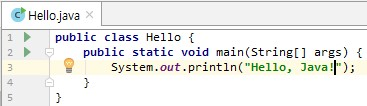 Hello.java
1 public class Hello {
2 public static void main(String[] args) {
3 System.out.println("Hello, Java!");
4 }
5 }